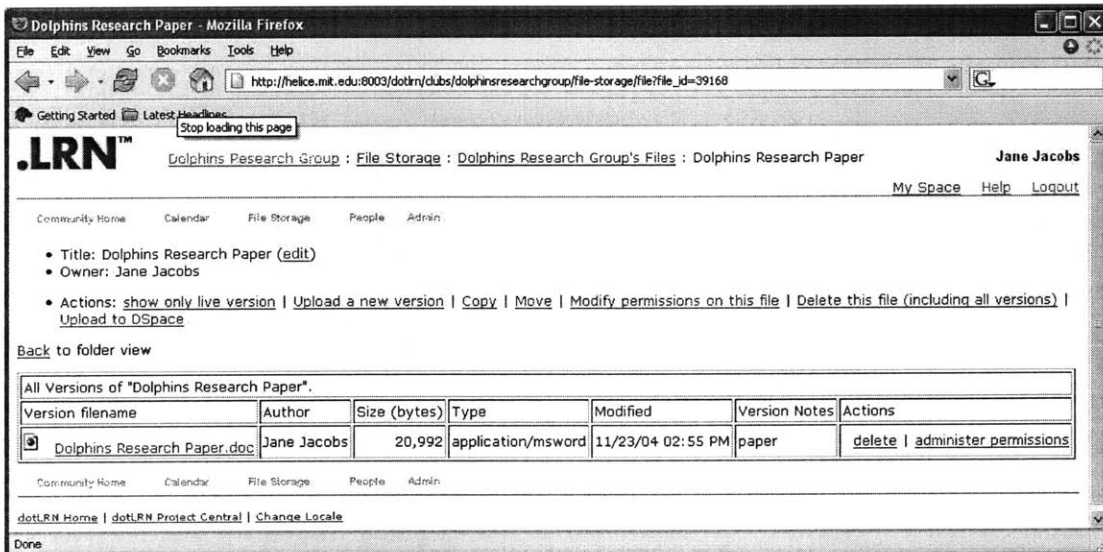 Dolphins Research Paper - Mozilla Firefox
File Edit View Go Bookmarks Tools Help
http://helice.mit.edu:8003/dotlrn/clubs/dolphinsresearchgroup/file-storage/file?file_id=39168
G
Getting Started Latest Headlines
Stop loading this page
.LRN™ Dolphins Research Group : File Storage : Dolphins Research Group's Files : Dolphins Research Paper Jane Jacobs
My Space Help Logout
Community Home Calendar File Storage People Admin
• Title: Dolphins Research Paper (edit)
• Owner: Jane Jacobs
• Actions: show only live version | Upload a new version | Copy | Move | Modify permissions on this file | Delete this file (including all versions) |
Upload to DSpace
Back to folder view
All Versions of "Dolphins Research Paper".
Version filename Author Size (bytes) Type Modified Version Notes Actions
Dolphins Research Paper.doc Jane Jacobs 20,992 application/msword 11/23/04 02:55 PM paper delete | administer permissions
Community Home Calendar File Storage People Admin
dotLRN Home | dotLRN Project Central | Change Locale
Done